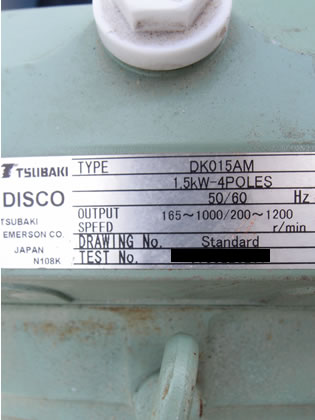 TSUBAKI
DISCO
TSUBAKI
EMERSON CO.
JAPAN
N108K
TYPE DK015AM
1.5kW-4POLES
50/60 Hz
OUTPUT SPEED 165～1000/200～1200 r/min
DRAWING No. Standard
TEST No.